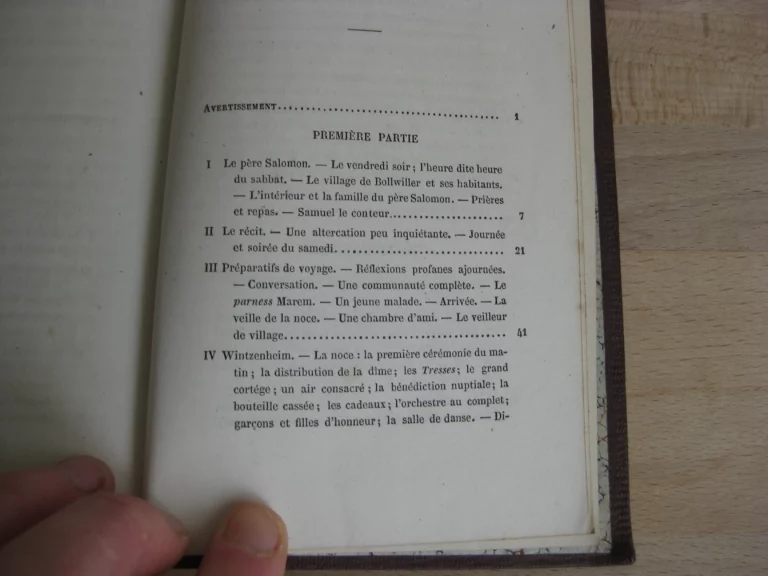 AVERTISSEMENT........................................ 1
PREMIÈRE PARTIE
I Le père Salomon. — Le vendredi soir; l'heure dite heure
du sabbat. — Le village de Bollwiller et ses habitants.
— L'intérieur et la famille du père Salomon. — Prières
et repas. — Samuel le conteur..................... 7
II Le récit. — Une altercation peu inquiétante. — Journée
et soirée du samedi............................... 21
III Préparatifs de voyage. — Réflexions profanes ajournées.
— Conversation. — Une communauté complète. — Le
parness Marem. — Un jeune malade. — Arrivée. — La
veille de la noce. — Une chambre d'ami. — Le veilleur
de village........................................ 41
IV Wintzenheim. — La noce : la première cérémonie du ma-
tin; la distribution de la dîme; les Tresses; le grand
cortége; un air consacré; la bénédiction nuptiale; la
bouteille cassée; les cadeaux; l'orchestre au complet;
garçons et filles d'honneur; la salle de danse. — Di-